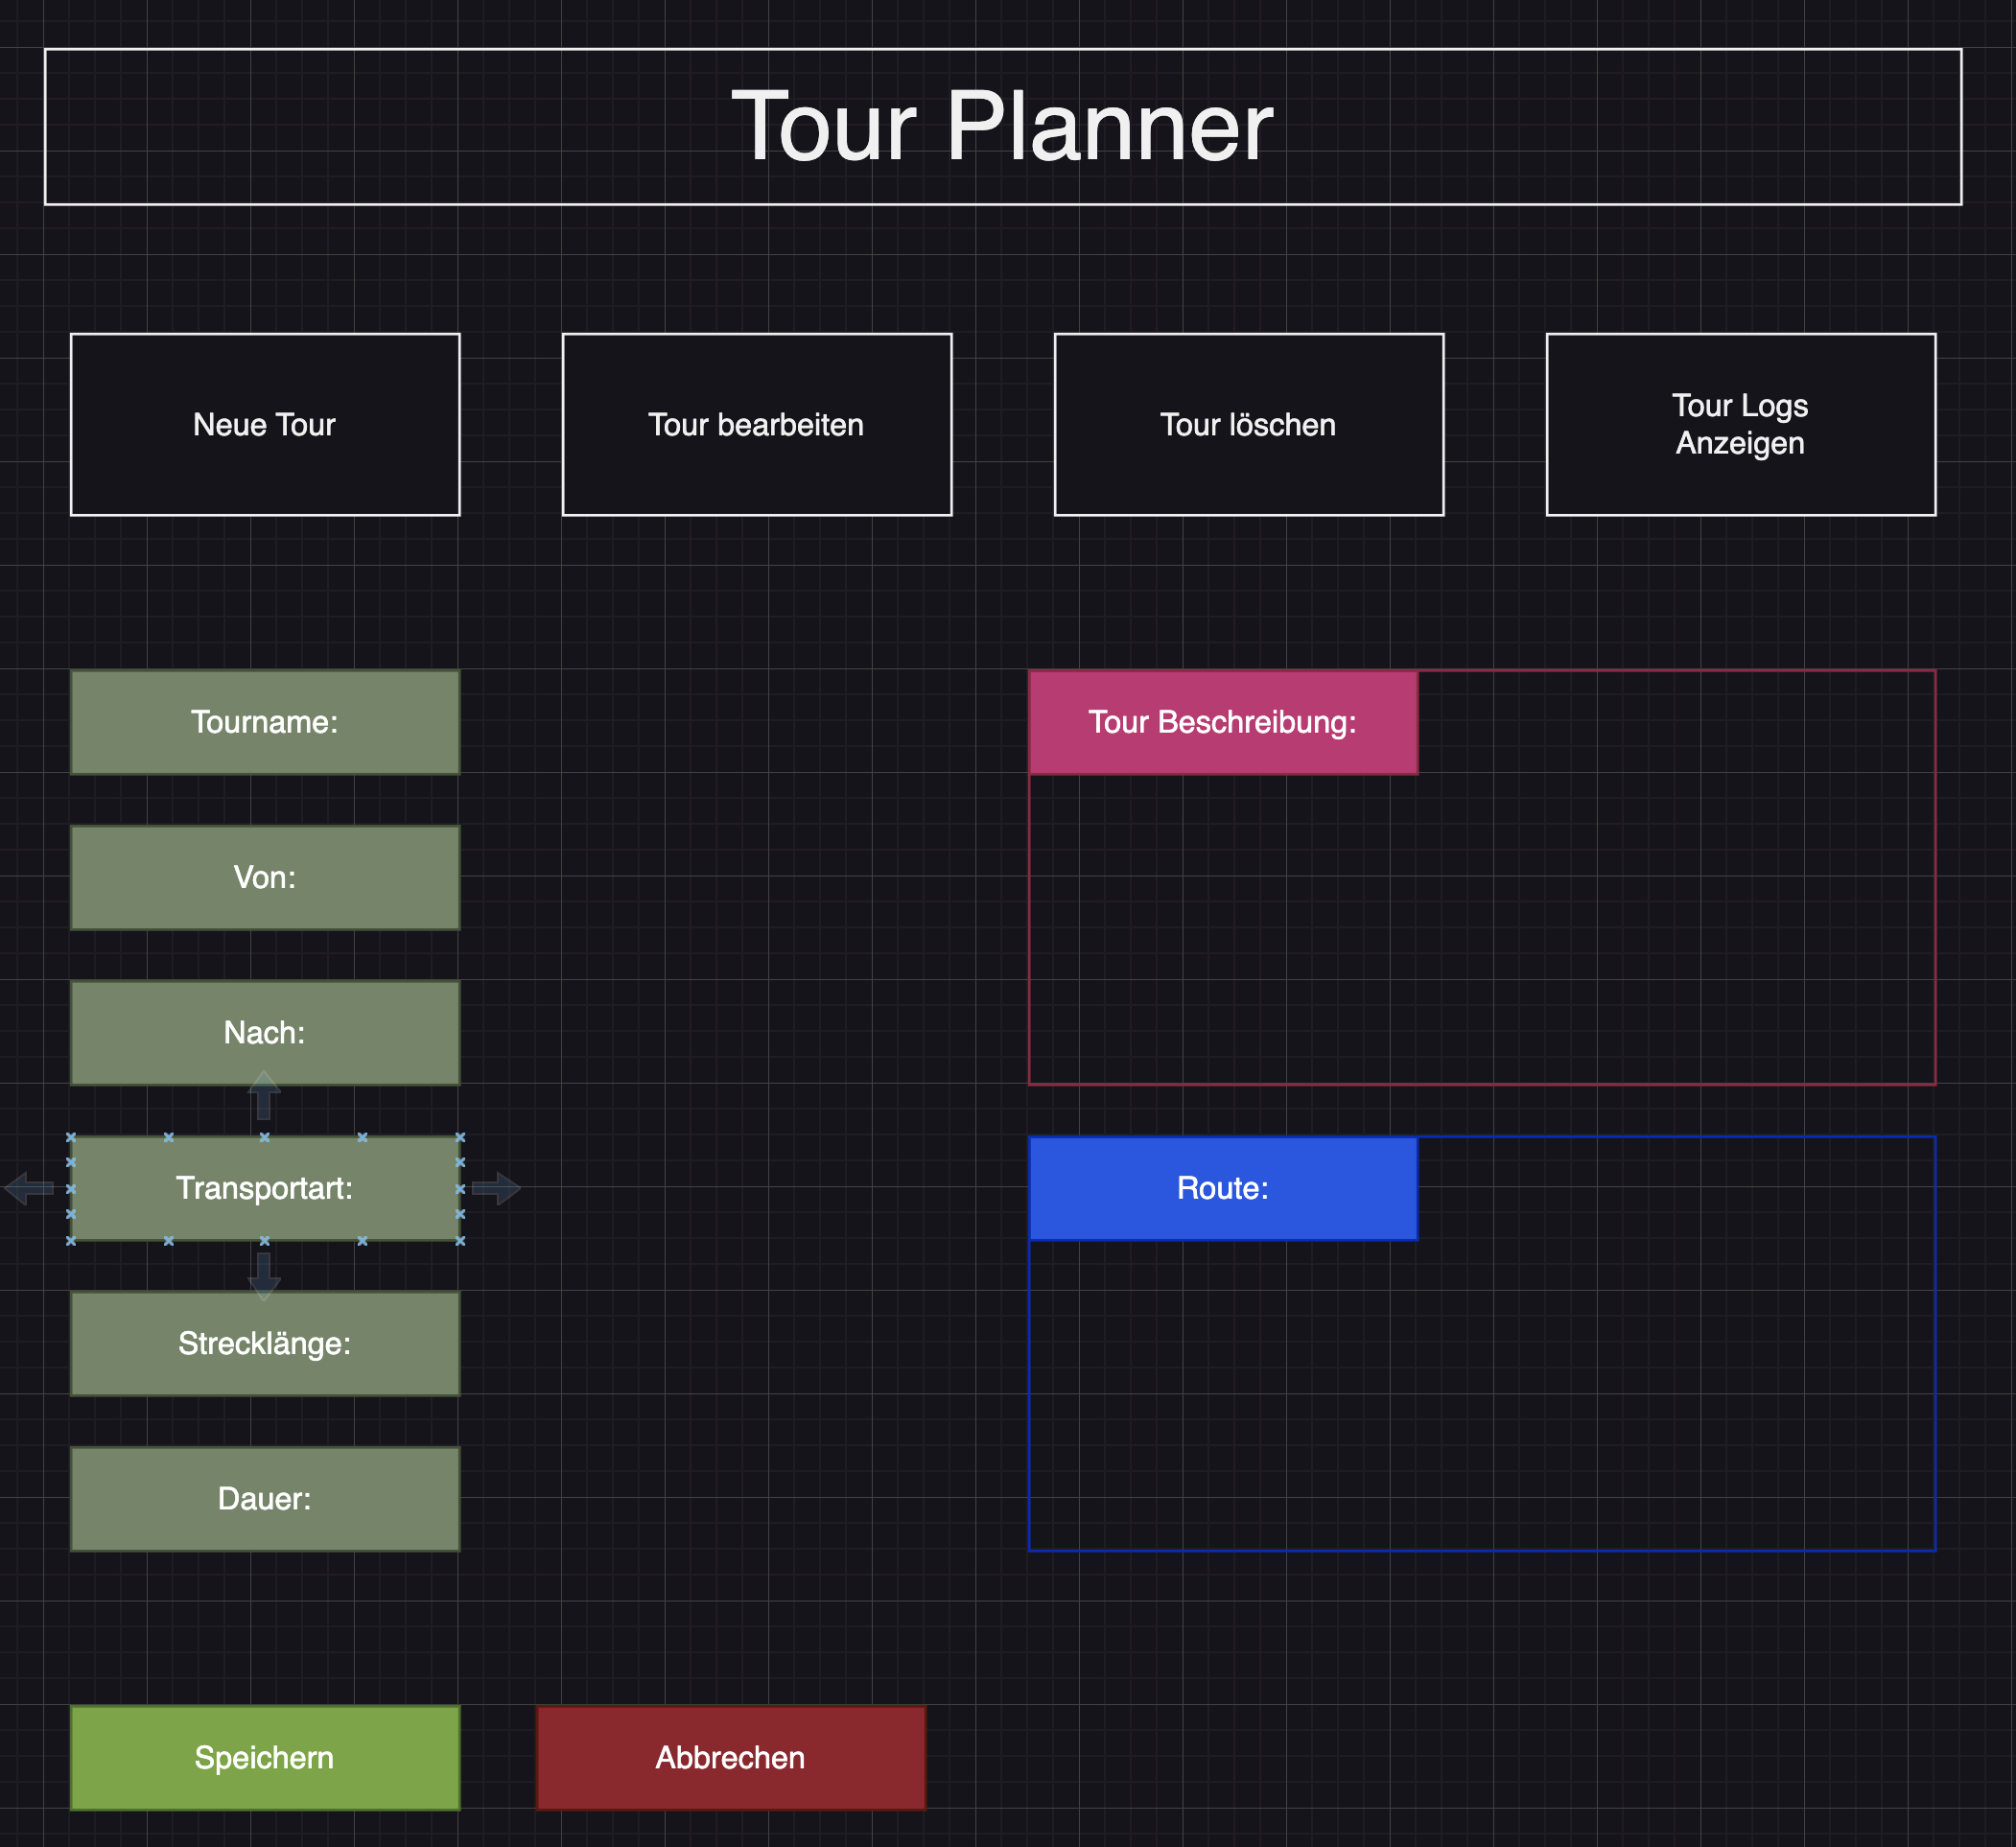 Tour Planner
Neue Tour
Tour bearbeiten
Tour löschen
Tour Logs
Anzeigen
Tourname:
Von:
Nach:
Transportart:
Strecklänge:
Dauer:
Tour Beschreibung:
Route:
Speichern
Abbrechen